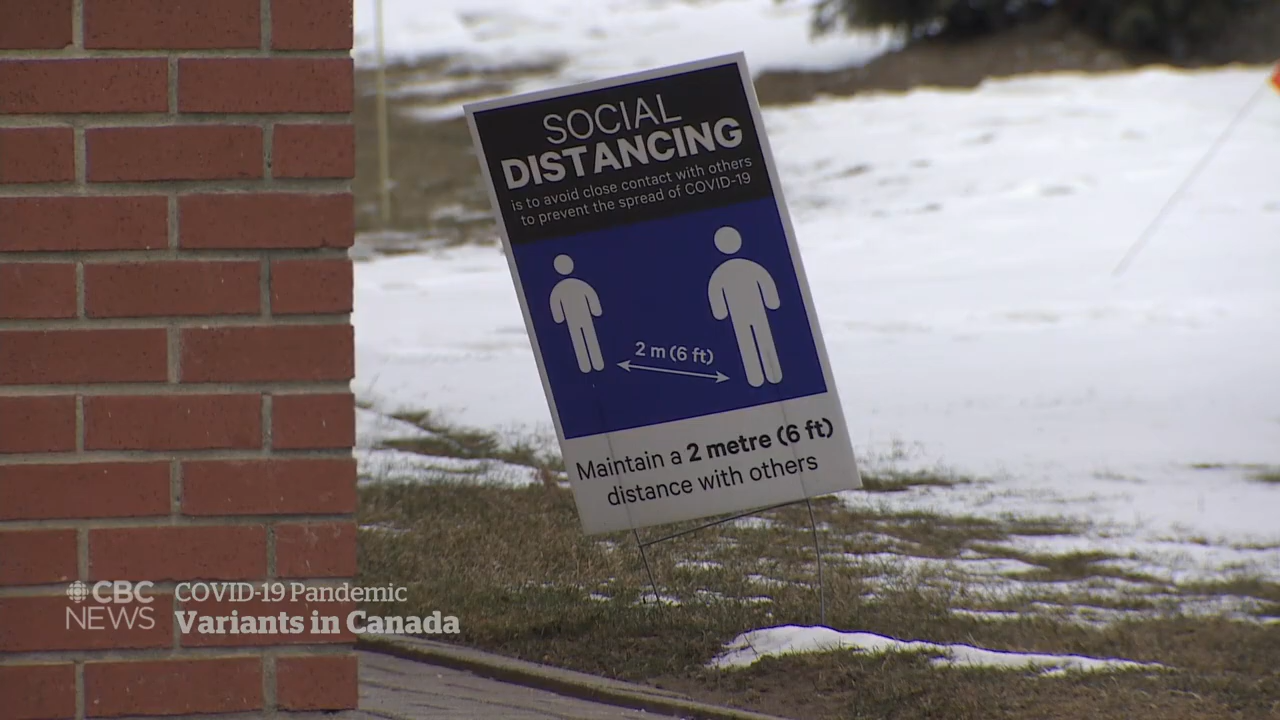 SOCIAL
DISTANCING
is to avoid close contact with others
to prevent the spread of COVID-19
2 m (6 ft)
Maintain a 2 metre (6 ft)
distance with others
CBC
NEWS
COVID-19 Pandemic
Variants in Canada